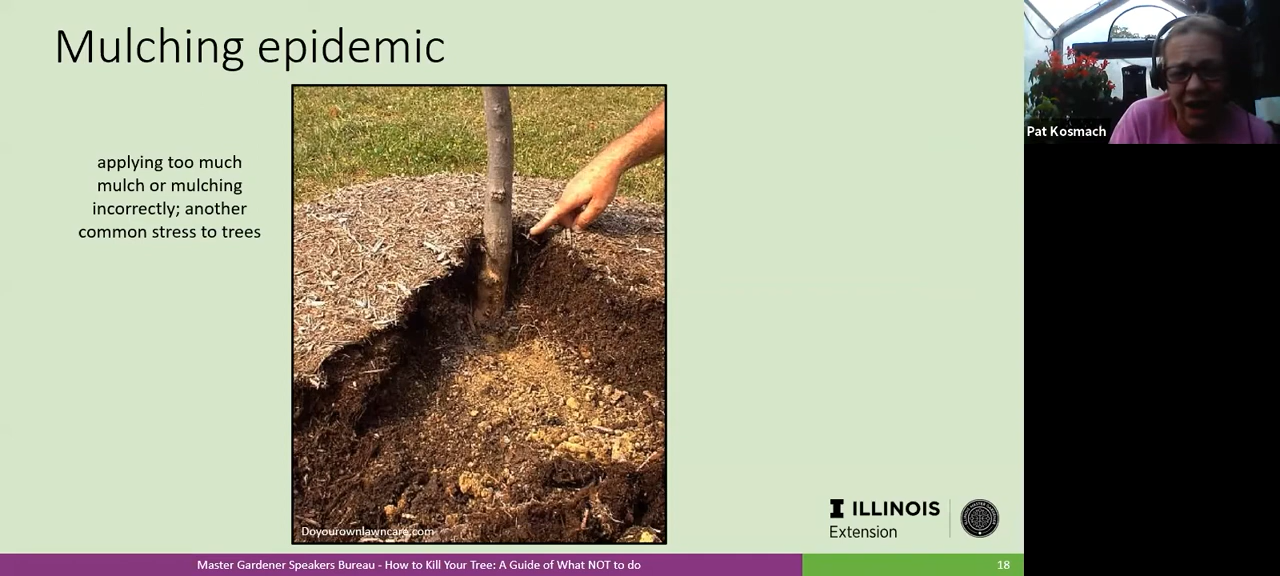 Mulching epidemic
applying too much
mulch or mulching
incorrectly; another
common stress to trees
Doyourownlawncare.com
ILLINOIS
Extension
Master Gardener Speakers Bureau - How to Kill Your Tree: A Guide of What NOT to do
18
Pat Kosmach